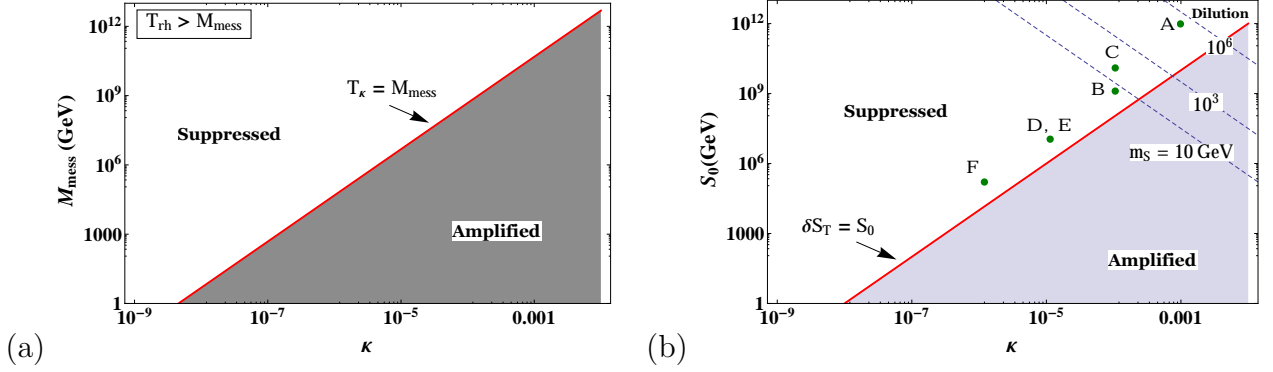 T_rh > M_mess
T_κ = M_mess
Suppressed
Amplified
M_mess (GeV)
10^12
10^9
10^6
1000
1
10^-9
10^-7
10^-5
0.001
κ
(a)
Dilution
A
10^6
C
B
10^3
Suppressed
D, E
m_S = 10 GeV
F
δS_T = S_0
Amplified
S_0(GeV)
10^12
10^9
10^6
1000
1
10^-9
10^-7
10^-5
0.001
κ
(b)